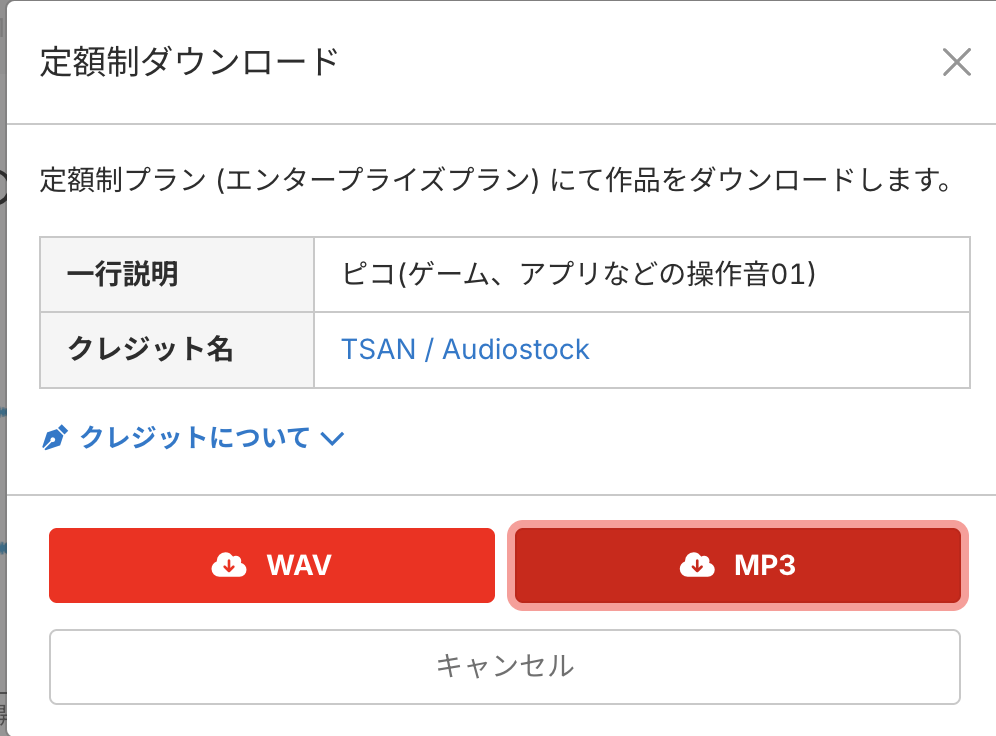 定額制ダウンロード
定額制プラン (エンタープライズプラン) にて作品をダウンロードします。
一行説明 ピコ(ゲーム、アプリなどの操作音01)
クレジット名 TSAN / Audiostock
クレジットについて
WAV MP3
キャンセル